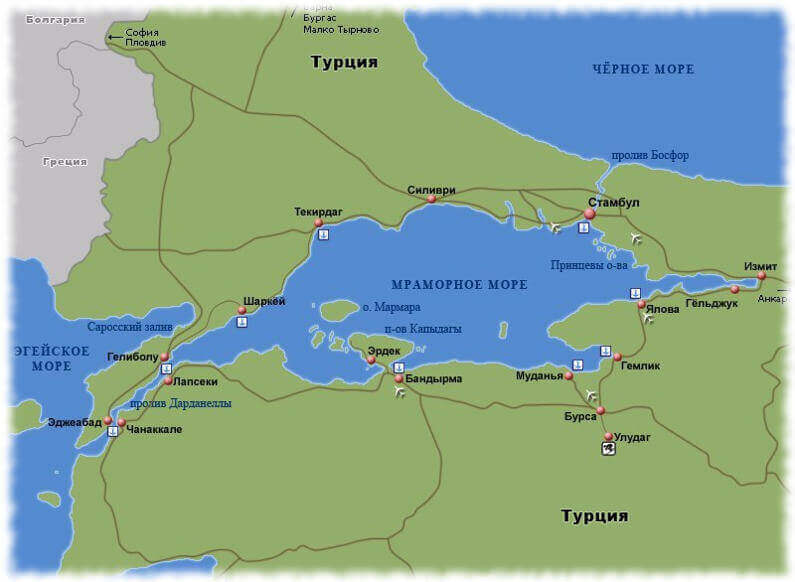 Болгария
Варна
Бургас
Малко Тырново
София
Пловдив
Турция
ЧЁРНОЕ МОРЕ
Греция
пролив Босфор
Силиври
Стамбул
Текирдаг
Принцевы о-ва
Измит
МРАМОРНОЕ МОРЕ
Шаркёй
о. Мармара
Ялова
Гёльджук
Анкар
Саросский залив
п-ов Капыдагы
ЭГЕЙСКОЕ
МОРЕ
Гелиболу
Эрдек
Гемлик
Лапсеки
Бандырма
Муданья
пролив Дарданеллы
Бурса
Эджеабад
Чанаккале
Улудаг
Турция